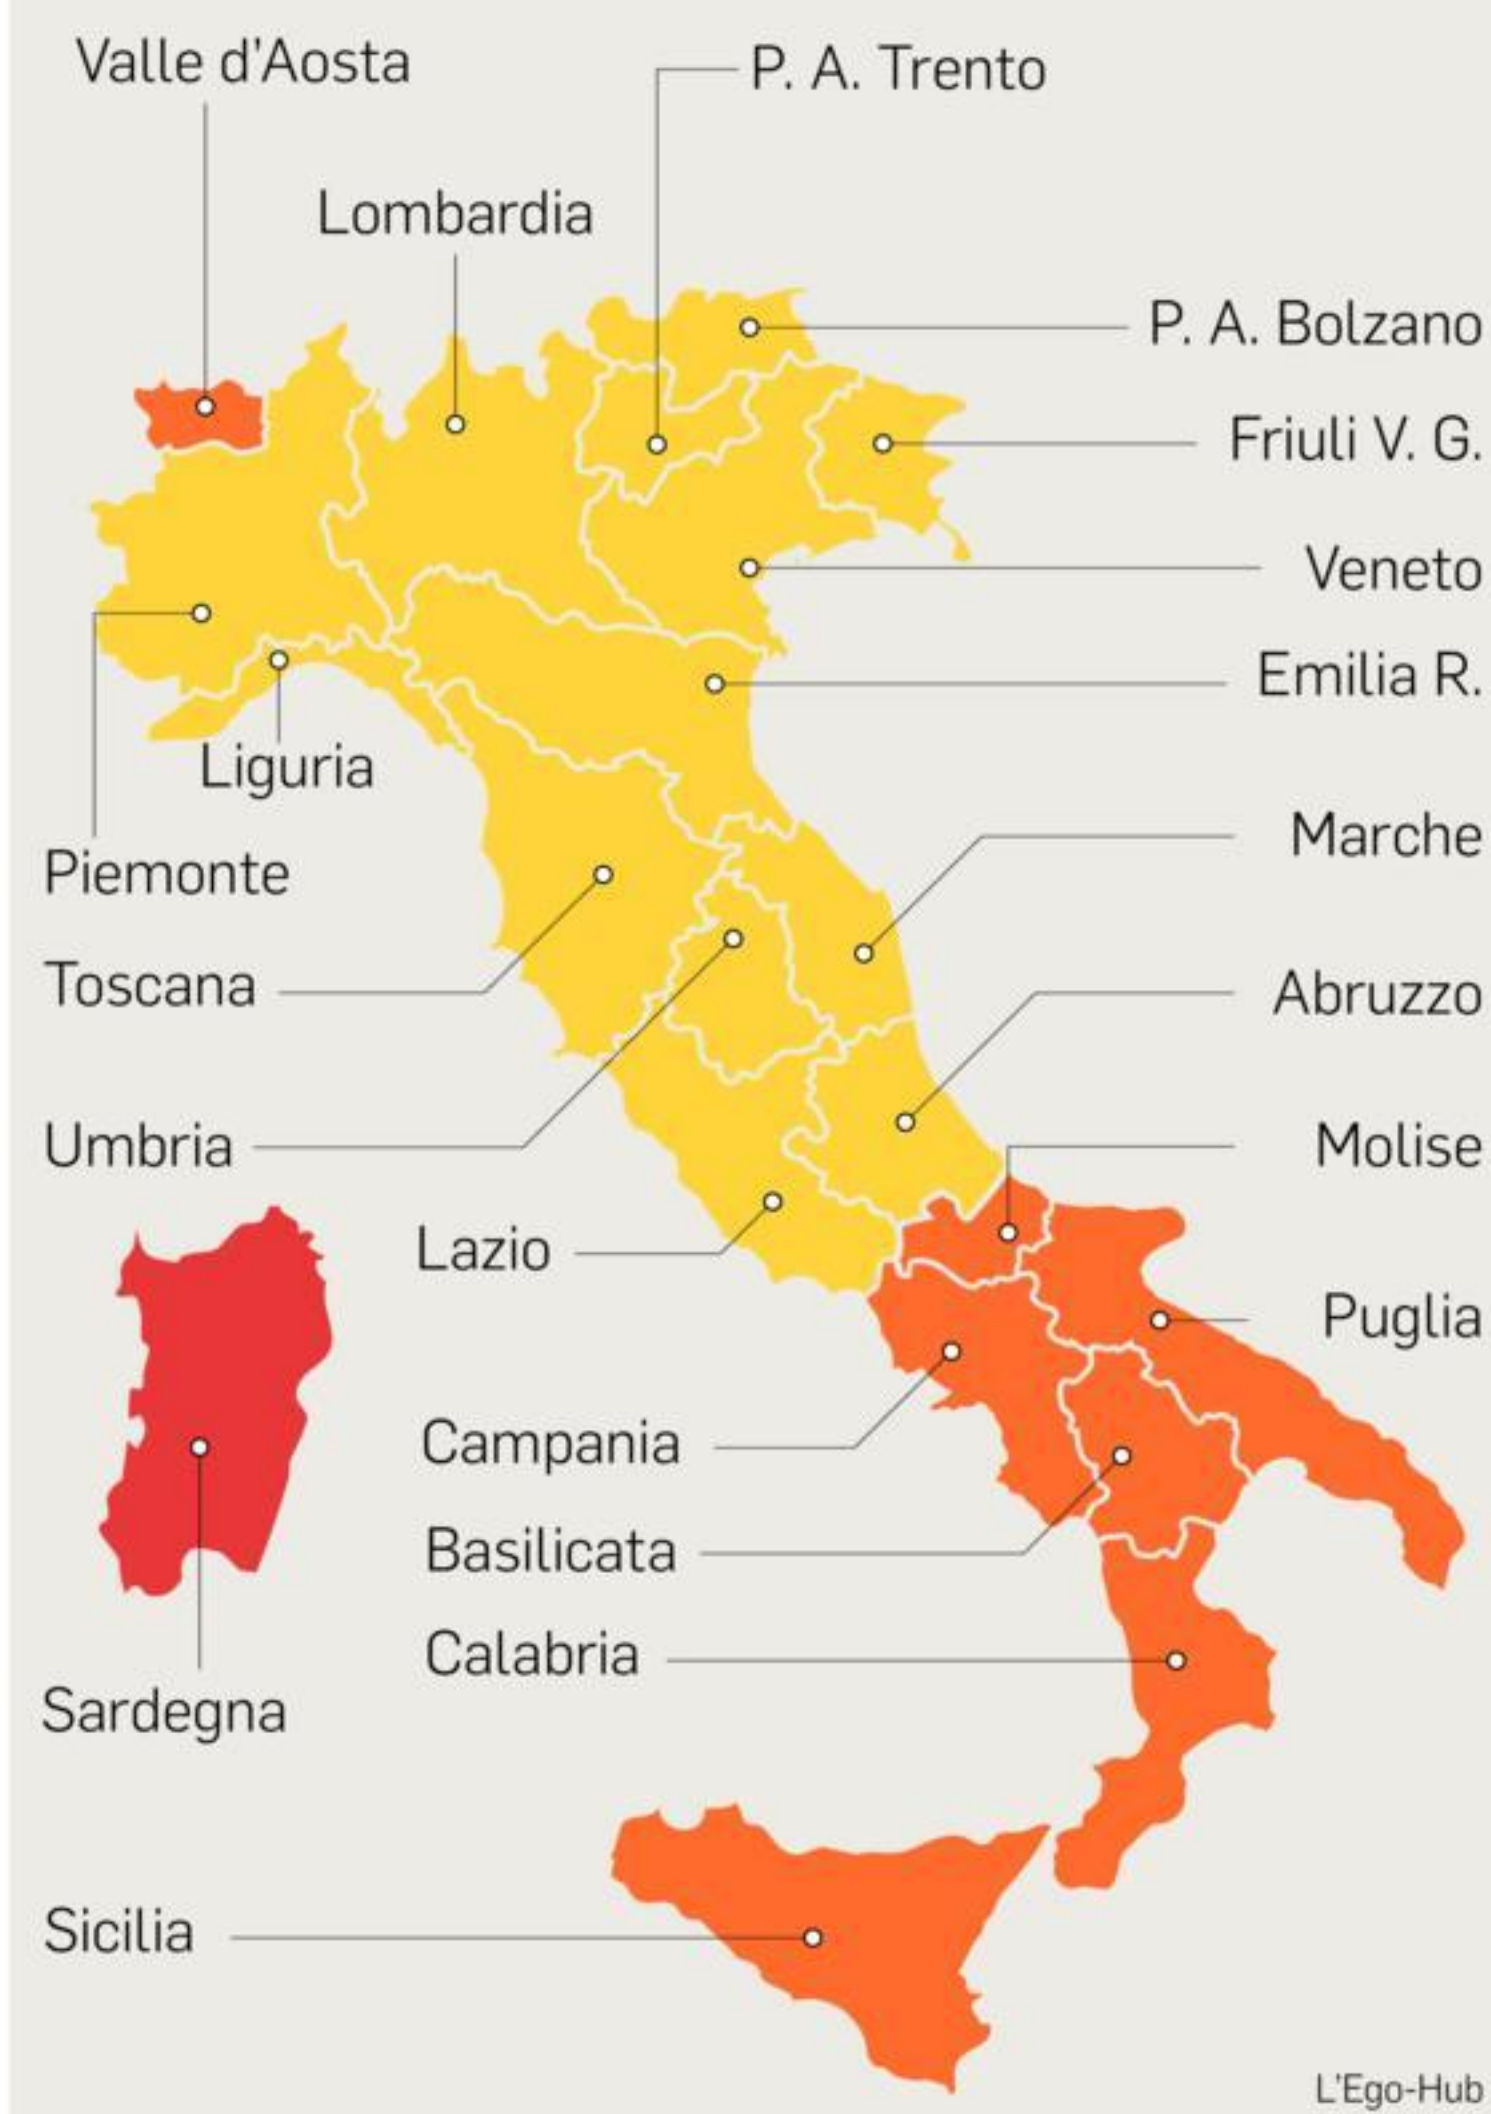 Valle d'Aosta
P. A. Trento
Lombardia
P. A. Bolzano
Friuli V. G.
Veneto
Emilia R.
Liguria
Marche
Piemonte
Toscana
Abruzzo
Umbria
Molise
Lazio
Puglia
Campania
Basilicata
Calabria
Sardegna
Sicilia
L'Ego-Hub